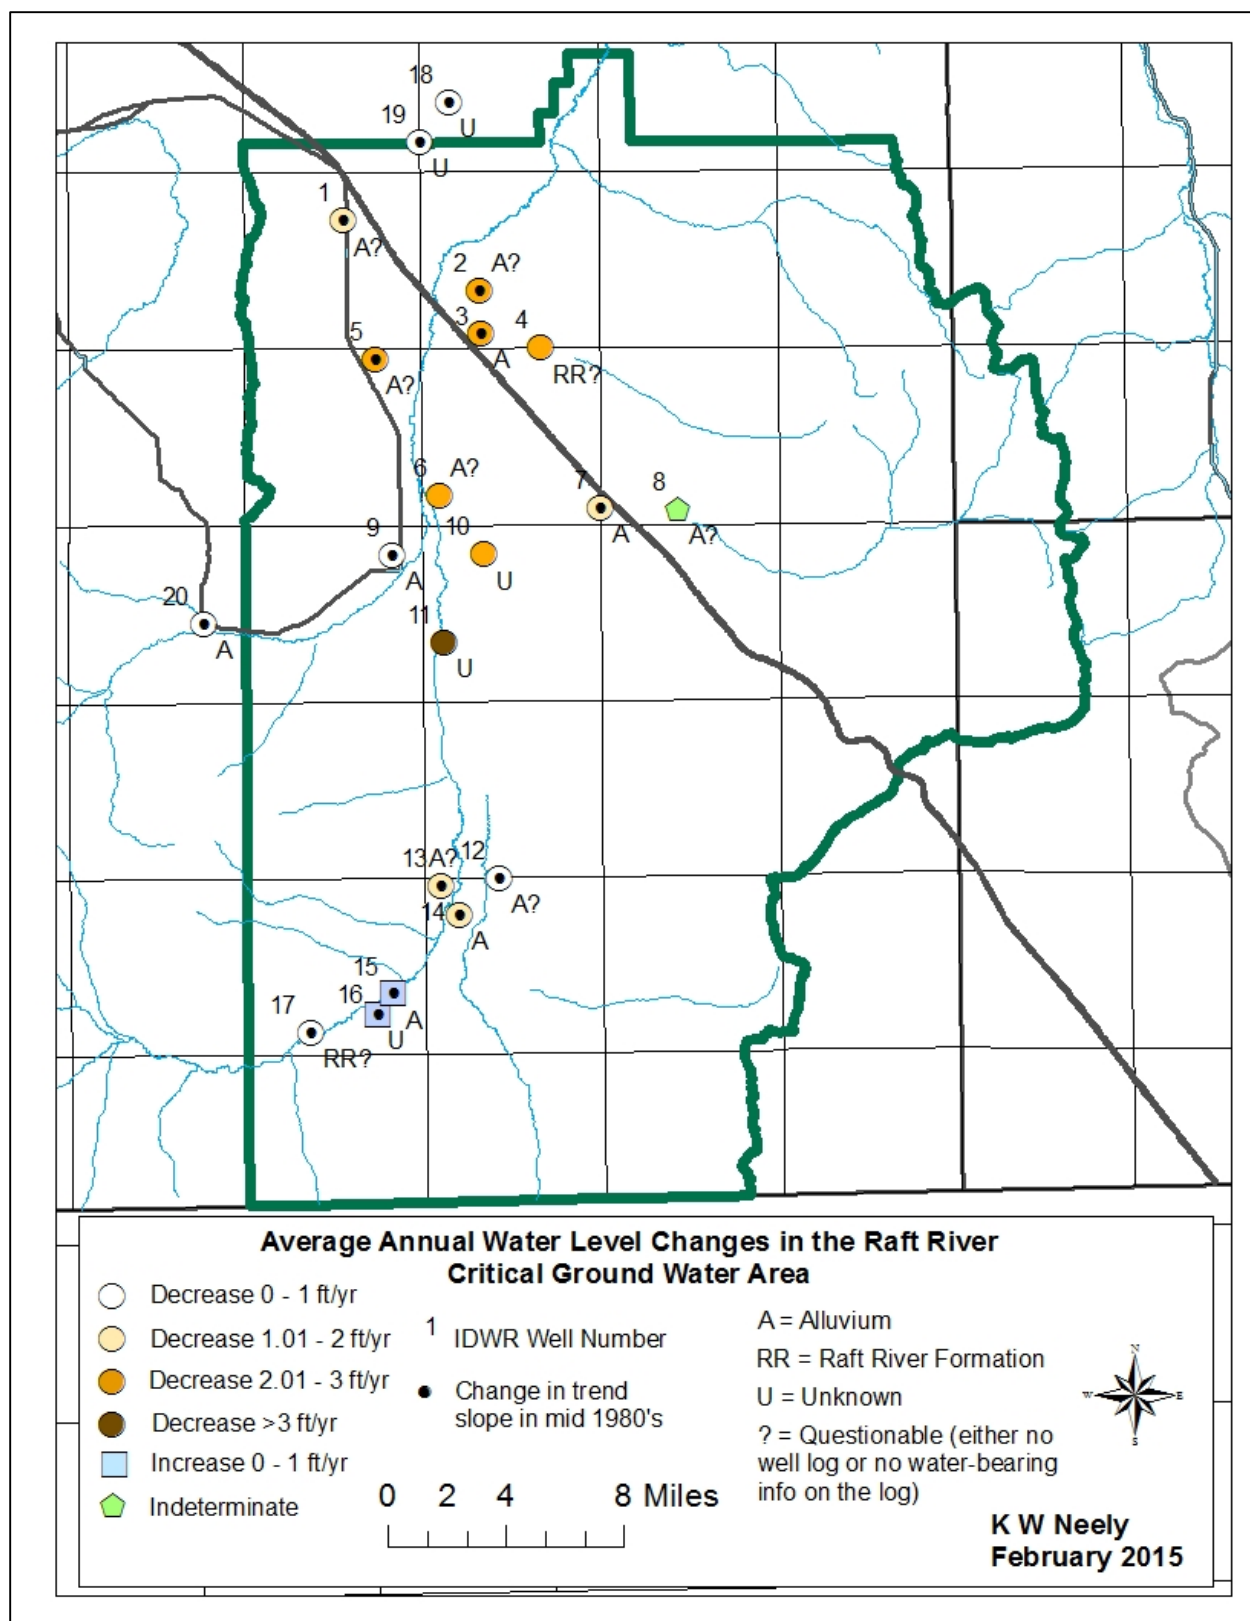 18
U
19
U
1
A?
2 A?
3
A
4
RR?
5
A?
6 A?
7
A
8
A?
9
A
10
U
11
U
20
A
13 A? 12
A?
14
A
15
A
16
U
17
RR?
Average Annual Water Level Changes in the Raft River
Critical Ground Water Area
Decrease 0 - 1 ft/yr
Decrease 1.01 - 2 ft/yr
Decrease 2.01 - 3 ft/yr
Decrease >3 ft/yr
Increase 0 - 1 ft/yr
Indeterminate
1 IDWR Well Number
Change in trend
slope in mid 1980's
0 2 4 8 Miles
A = Alluvium
RR = Raft River Formation
U = Unknown
? = Questionable (either no
well log or no water-bearing
info on the log)
N
W E
S
K W Neely
February 2015